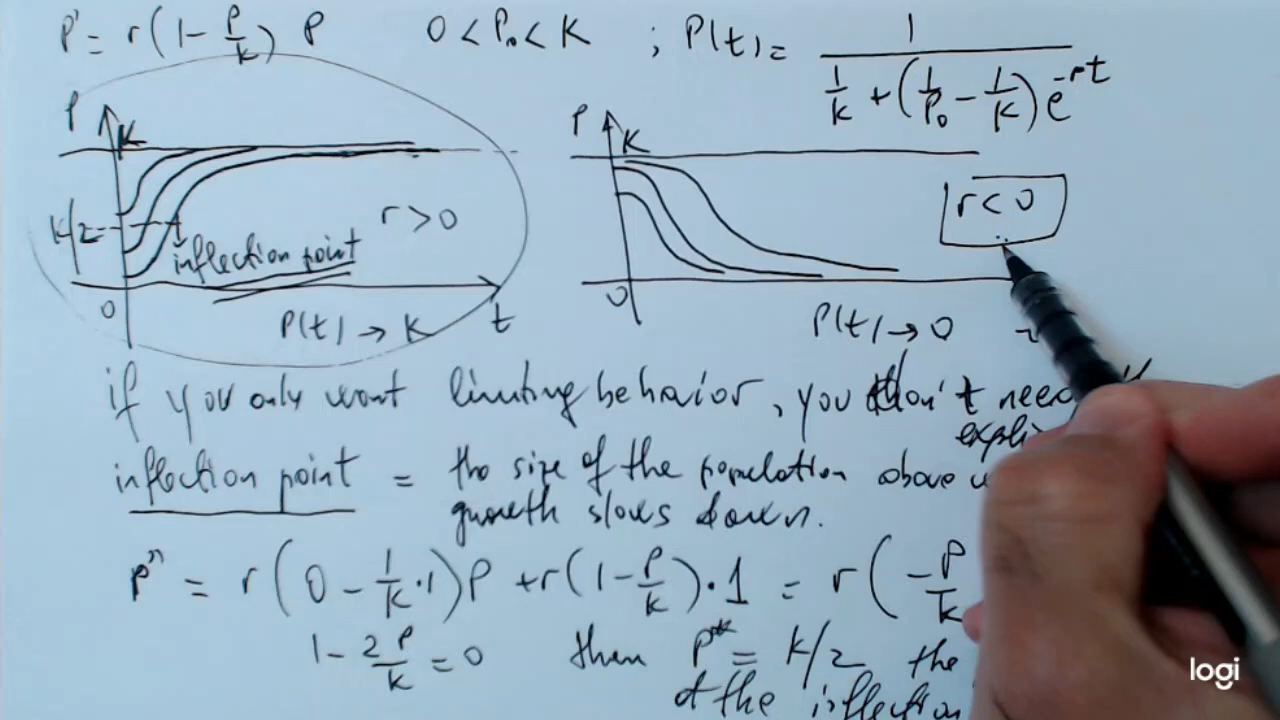 P' = r(1 - P/K) P   0 < P₀ < K ; P(t) = 1 / (1/K + (1/P₀ - 1/K) e^{-rt})
P   K
K/2   r > 0
inflection point
0   P(t) → K   t
P   K
r < 0
0   P(t) → 0
if you only want limiting behavior, you don't need
inflection point = the size of the population above
growth slows down.
P'' = r(0 - 1/K · 1)P + r(1 - P/K) · 1 = r(-P/K
1 - 2P/K = 0   then P* = K/2 the
of the inflection
logi